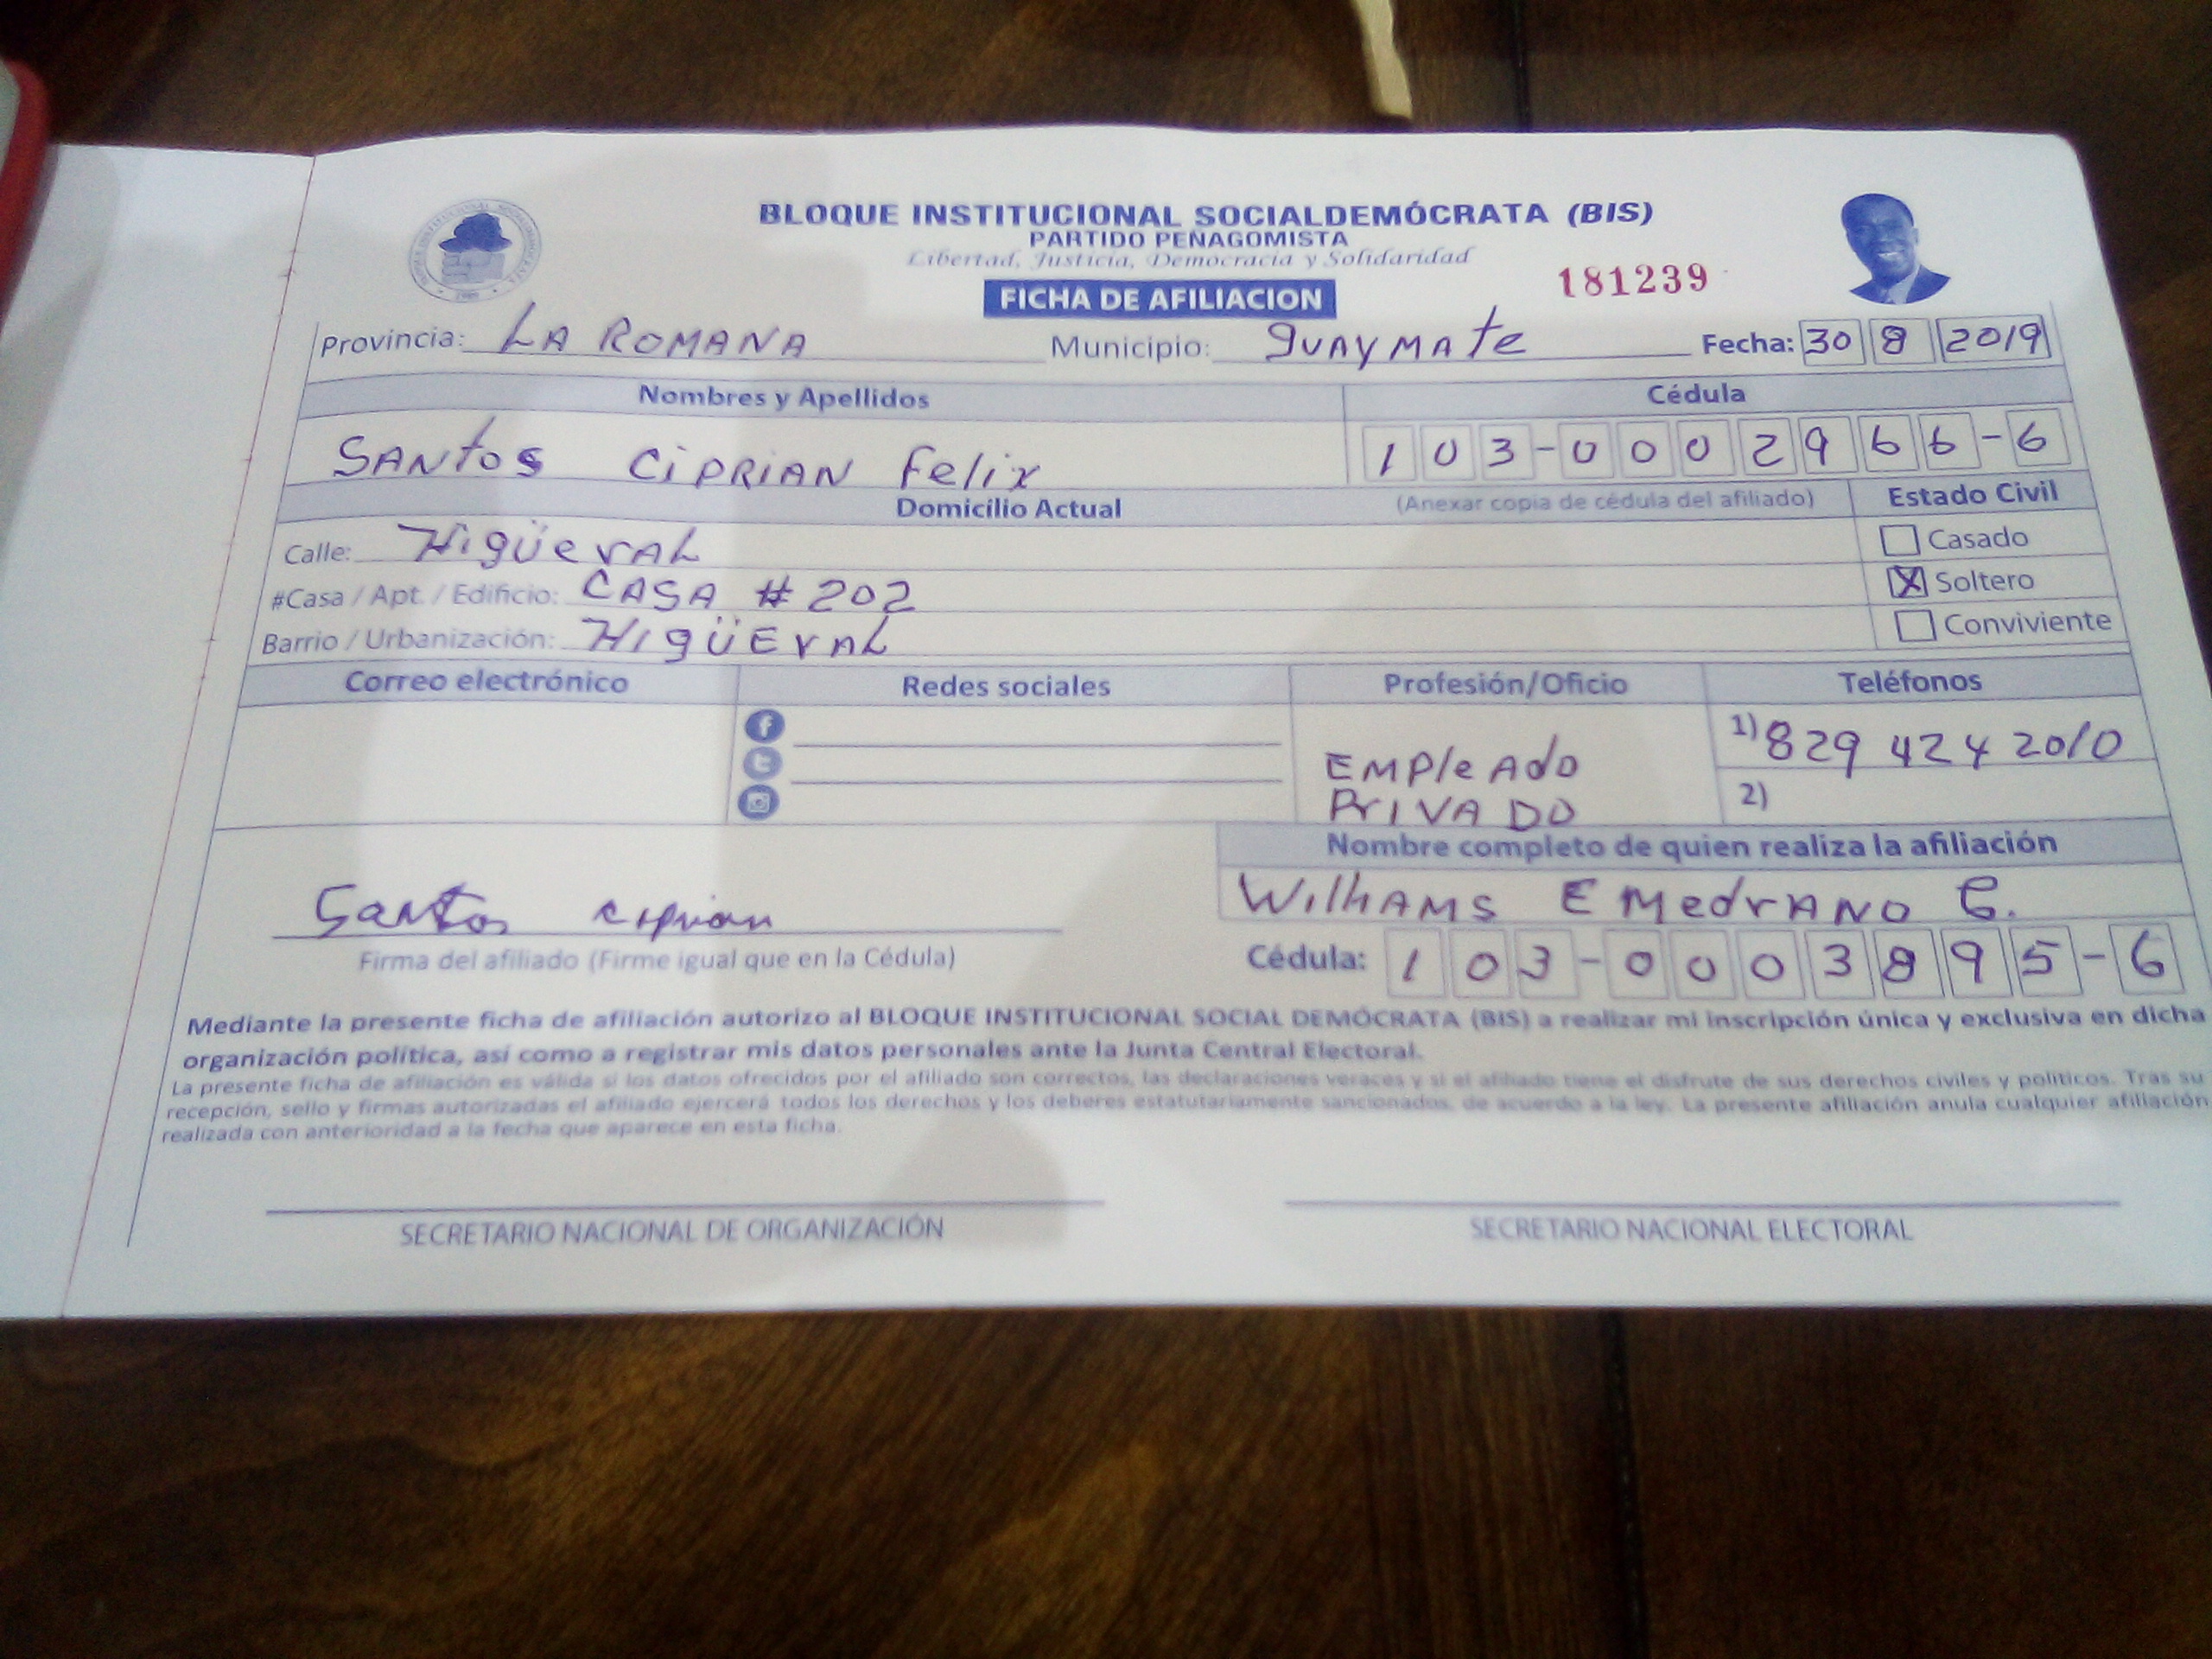 BLOQUE INSTITUCIONAL SOCIALDEMÓCRATA (BIS)
PARTIDO PEÑAGOMISTA
Libertad, Justicia, Democracia y Solidaridad
181239
FICHA DE AFILIACION
Provincia: LA ROMANA Municipio: guaymate Fecha: 30 8 2019
Nombres y Apellidos Cédula
Santos Ciprian Felix 103-0002966-6
Domicilio Actual (Anexar copia de cédula del afiliado) Estado Civil
Calle: Higüeral Casado
#Casa / Apt. / Edificio: CASA # 202 X Soltero
Barrio / Urbanización: Higüeral Conviviente
Correo electrónico Redes sociales Profesión/Oficio Teléfonos
1) 829 424 2010
Empleado
2)
Privado
Nombre completo de quien realiza la afiliación
Williams E Medrano
Santos Ciprian
Firma del afiliado (Firme igual que en la Cédula) Cédula: 103-0003895-6
Mediante la presente ficha de afiliación autorizo al BLOQUE INSTITUCIONAL SOCIAL DEMÓCRATA (BIS) a realizar mi inscripción única y exclusiva en dicha
organización política, así como a registrar mis datos personales ante la Junta Central Electoral.
La presente ficha de afiliación es válida si los datos ofrecidos por el afiliado son correctos, las declaraciones veraces y si el afiliado tiene el disfrute de sus derechos civiles y políticos. Tras su
recepción, sello y firmas autorizadas el afiliado ejercerá todos los derechos y los deberes estatutariamente sancionados, de acuerdo a la ley. La presente afiliación anula cualquier afiliación
realizada con anterioridad a la fecha que aparece en esta ficha.
SECRETARIO NACIONAL DE ORGANIZACIÓN SECRETARIO NACIONAL ELECTORAL